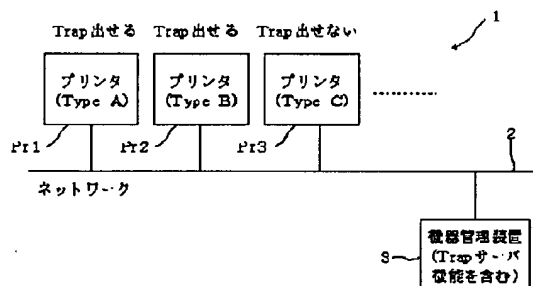 Trap出せる Trap出せる Trap出せない
1
プリンタ
(Type A)
プリンタ
(Type B)
プリンタ
(Type C)
Pr1
Pr2
Pr3
2
ネットワーク
3
機器管理装置
(Trapサーバ
機能を含む)